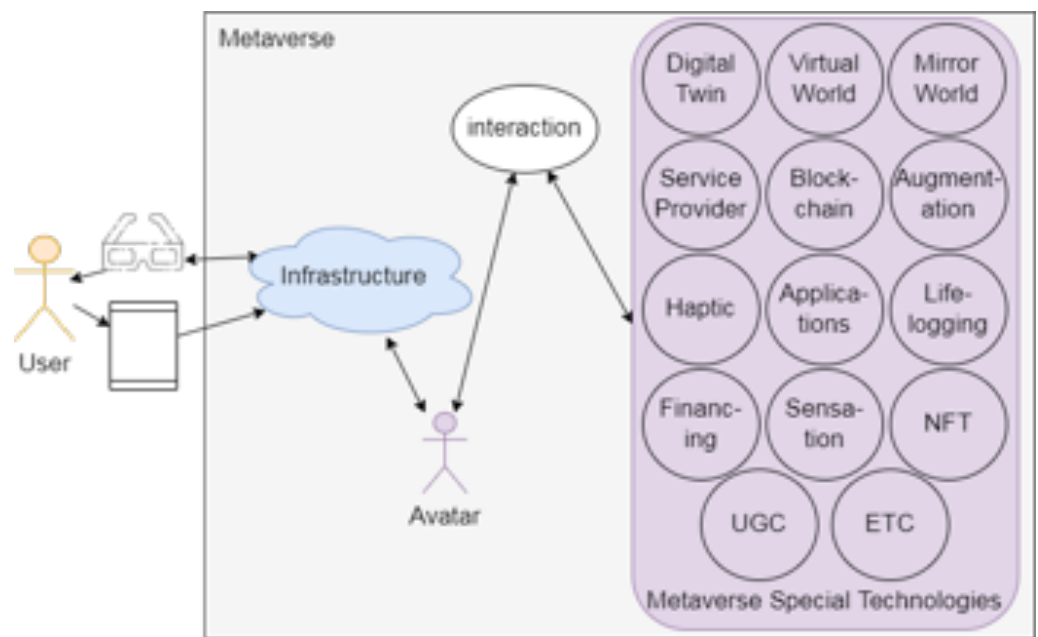 Metaverse
interaction
Infrastructure
User
Avatar
Digital
Twin
Virtual
World
Mirror
World
Service
Provider
Block-
chain
Augment-
ation
Haptic
Applica-
tions
Life-
logging
Financ-
ing
Sensa-
tion
NFT
UGC
ETC
Metaverse Special Technologies